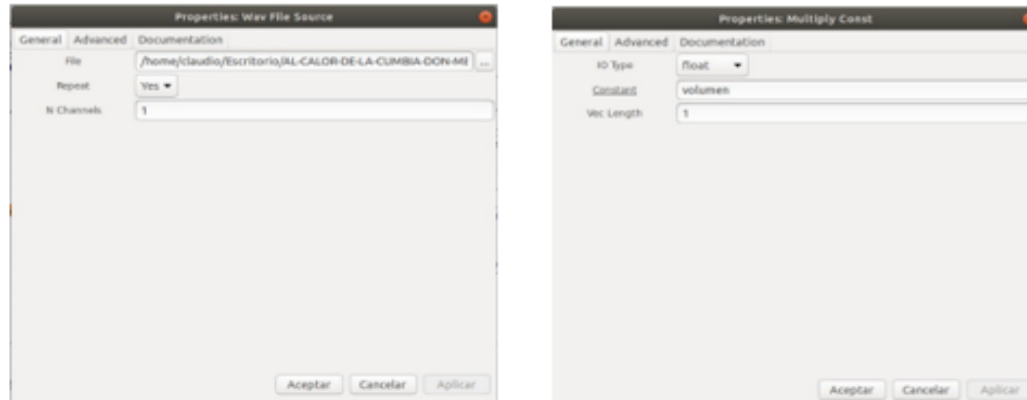 Properties: Wav File Source
General Advanced Documentation
File /home/claudio/Escritorio/AL-CALOR-DE-LA-CUMBIA-DON-ME ...
Repeat Yes
N Channels 1
Aceptar Cancelar Aplicar
Properties: Multiply Const
General Advanced Documentation
IO Type float
Constant volumen
Vec Length 1
Aceptar Cancelar Aplicar